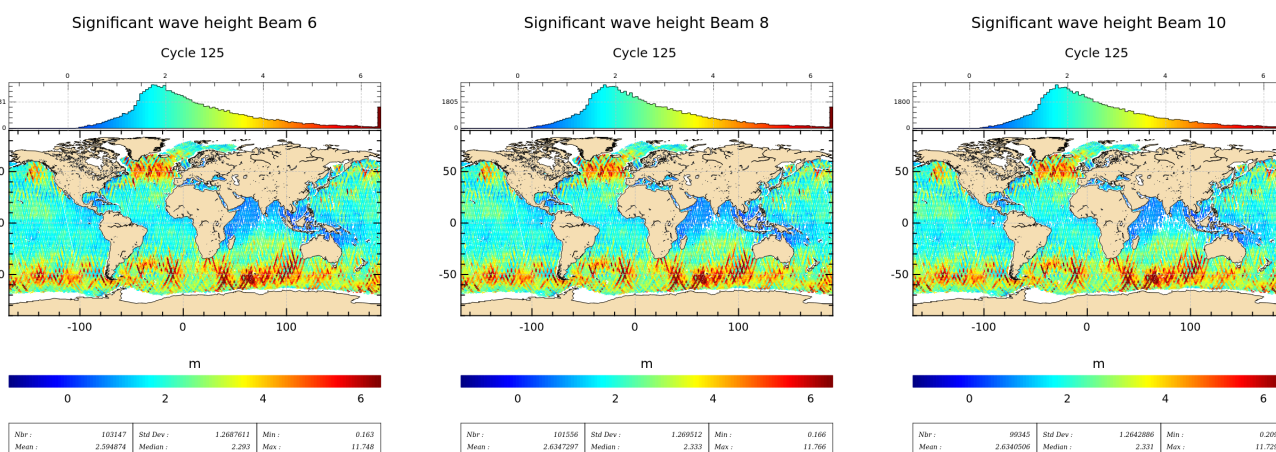 Significant wave height Beam 6
Cycle 125
0 2 4 6
0
50
0
-50
-100 0 100
m
0 2 4 6
Nbr : 103147 Std Dev : 1.2687611 Min : 0.163
Mean : 2.594874 Median : 2.293 Max : 11.748
Significant wave height Beam 8
Cycle 125
0 2 4 6
1805
0
50
0
-50
-100 0 100
m
0 2 4 6
Nbr : 101556 Std Dev : 1.269512 Min : 0.166
Mean : 2.6347297 Median : 2.333 Max : 11.766
Significant wave height Beam 10
Cycle 125
0 2 4 6
1800
0
50
0
-50
-100 0 100
m
0 2 4 6
Nbr : 99345 Std Dev : 1.2642886 Min :
Mean : 2.6340506 Median : 2.331 Max :